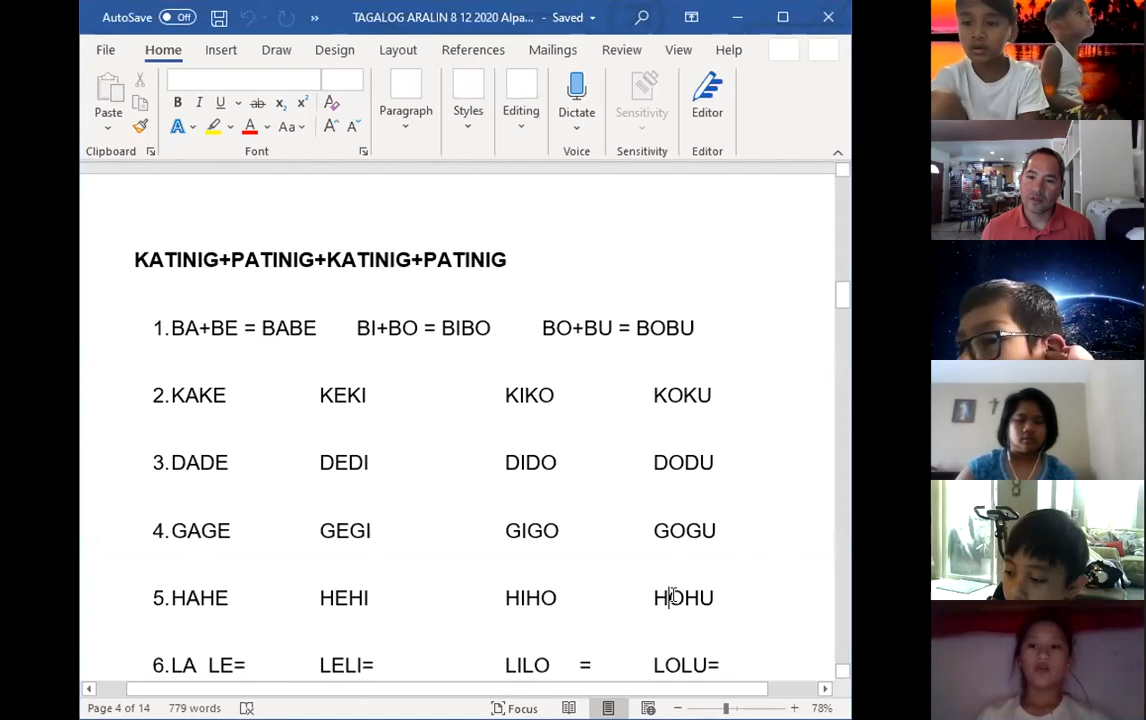 AutoSave Off TAGALOG ARALIN 8 12 2020 Alpa... - Saved
File Home Insert Draw Design Layout References Mailings Review View Help
Paste
Clipboard
B I U ab x₂ x²
A A Aa A A
Font
Paragraph
Styles
Editing
Dictate
Voice
Sensitivity
Sensitivity
Editor
Editor
KATINIG+PATINIG+KATINIG+PATINIG
1.BA+BE = BABE BI+BO = BIBO BO+BU = BOBU
2.KAKE KEKI KIKO KOKU
3.DADE DEDI DIDO DODU
4.GAGE GEGI GIGO GOGU
5.HAHE HEHI HIHO HOHU
6.LA LE= LELI= LILO = LOLU=
Page 4 of 14 779 words Focus 78%